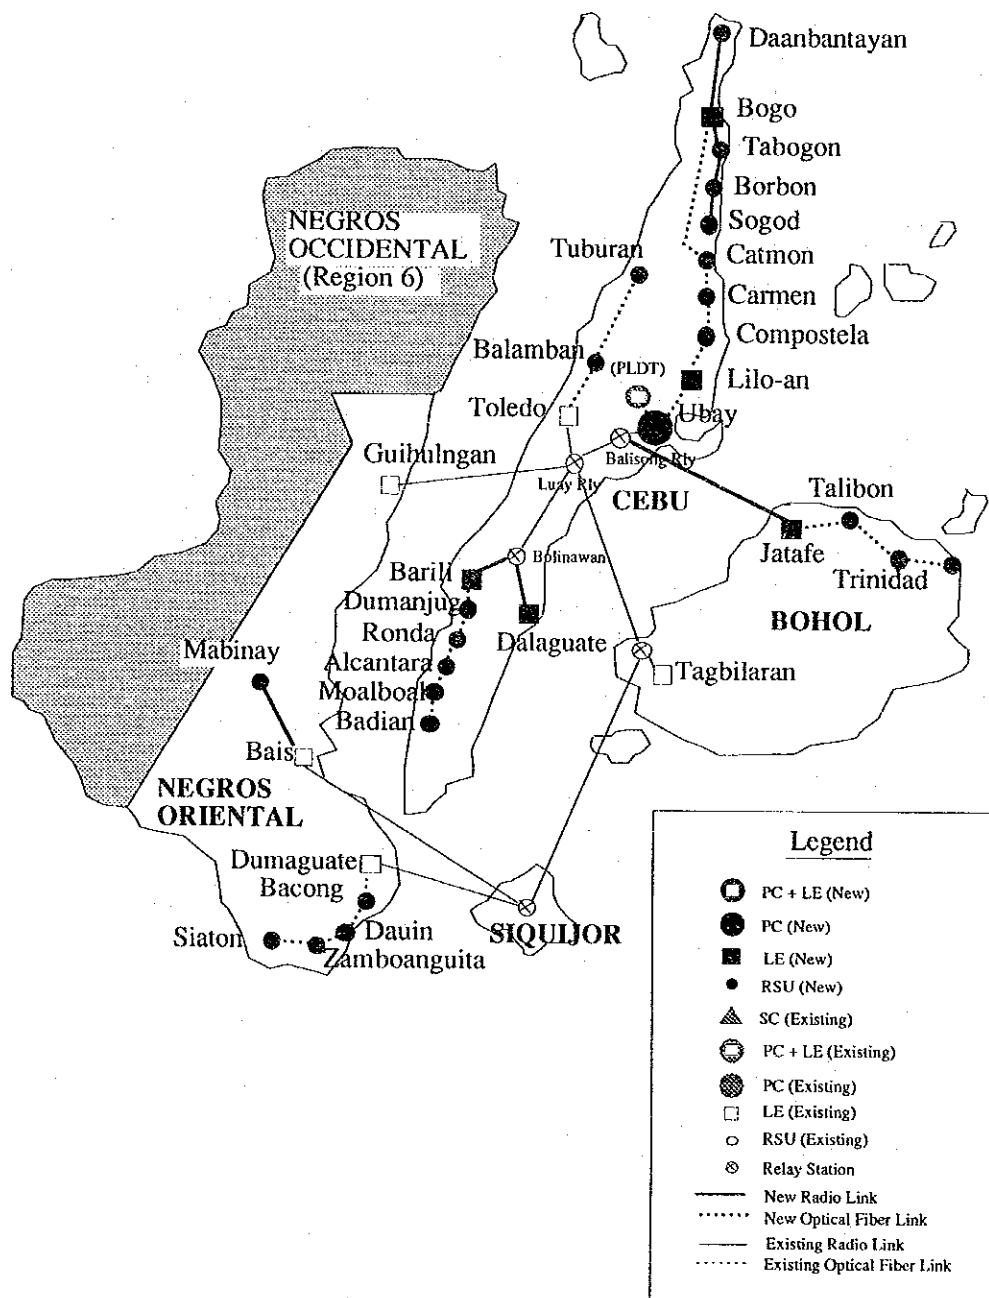 Daanbantayan
Bogo
Tabogon
Borbon
Sogod
Catmon
Carmen
Compostela
Lilo-an
Ubay
(PLDT)
Tuburan
Balamban
Toledo
NEGROS
OCCIDENTAL
(Region 6)
Guihulngan
Balisong Rly
Luay Rly
CEBU
Talibon
Jatafe
Trinidad
BOHOL
Bolinawan
Barili
Dumanjug
Ronda
Alcantara
Moalboak
Badian
Dalaguate
Tagbilaran
Mabinay
Bais
NEGROS
ORIENTAL
Dumaguate
Bacong
Siaton
Dauin
Zamboanguita
SIQUIJOR
Legend
PC + LE (New)
PC (New)
LE (New)
RSU (New)
SC (Existing)
PC + LE (Existing)
PC (Existing)
LE (Existing)
RSU (Existing)
Relay Station
New Radio Link
New Optical Fiber Link
Existing Radio Link
Existing Optical Fiber Link